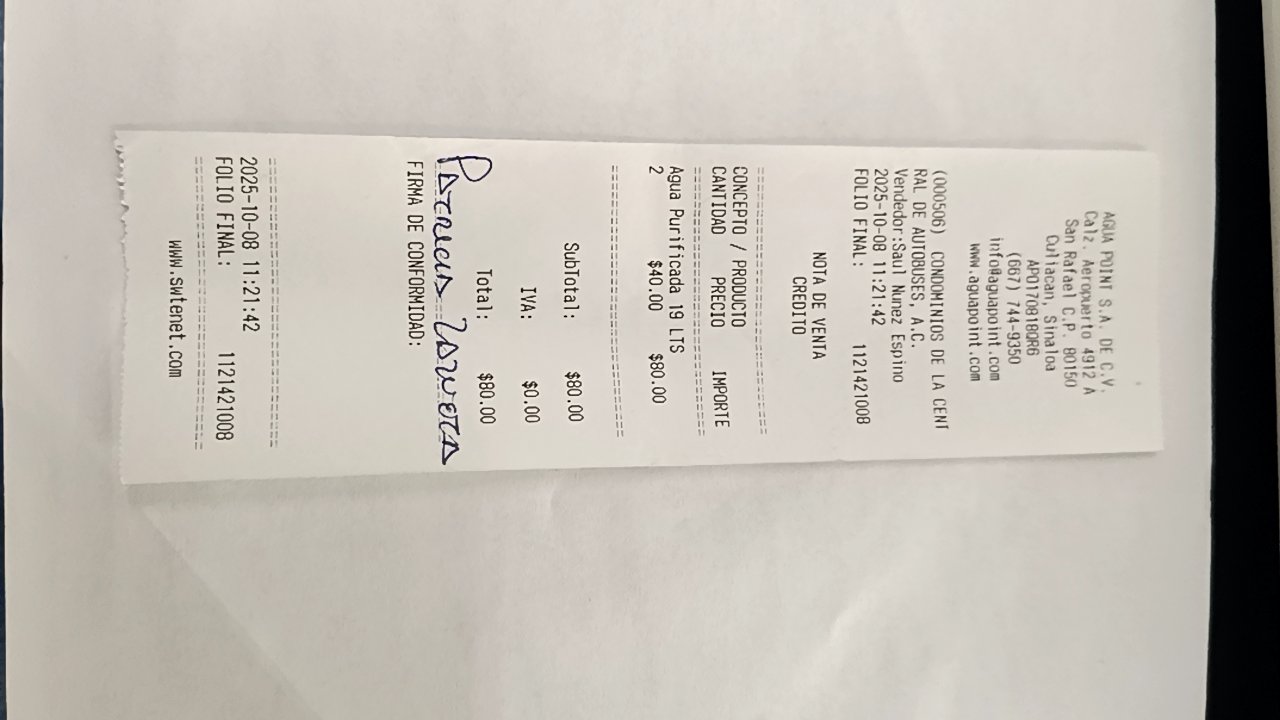 AGUA POINT S.A. DE C.V.
Calz. Aeropuerto 4912 A
San Rafael C.P. 80150
Culiacan, Sinaloa
APO170818QR6
(667) 744-9350
info@aguapoint.com
www.aguapoint.com
(000506) CONDOMINIOS DE LA CENT
RAL DE AUTOBUSES, A.C.
Vendedor:Saul Nunez Espino
2025-10-08 11:21:42
FOLIO FINAL: 1121421008
NOTA DE VENTA
CREDITO
CONCEPTO / PRODUCTO
CANTIDAD PRECIO IMPORTE
Agua Purificada 19 LTS
2 $40.00 $80.00
SubTotal: $80.00
IVA: $0.00
Total: $80.00
Patricia
FIRMA DE CONFORMIDAD:
2025-10-08 11:21:42
FOLIO FINAL: 1121421008
www.swtenet.com